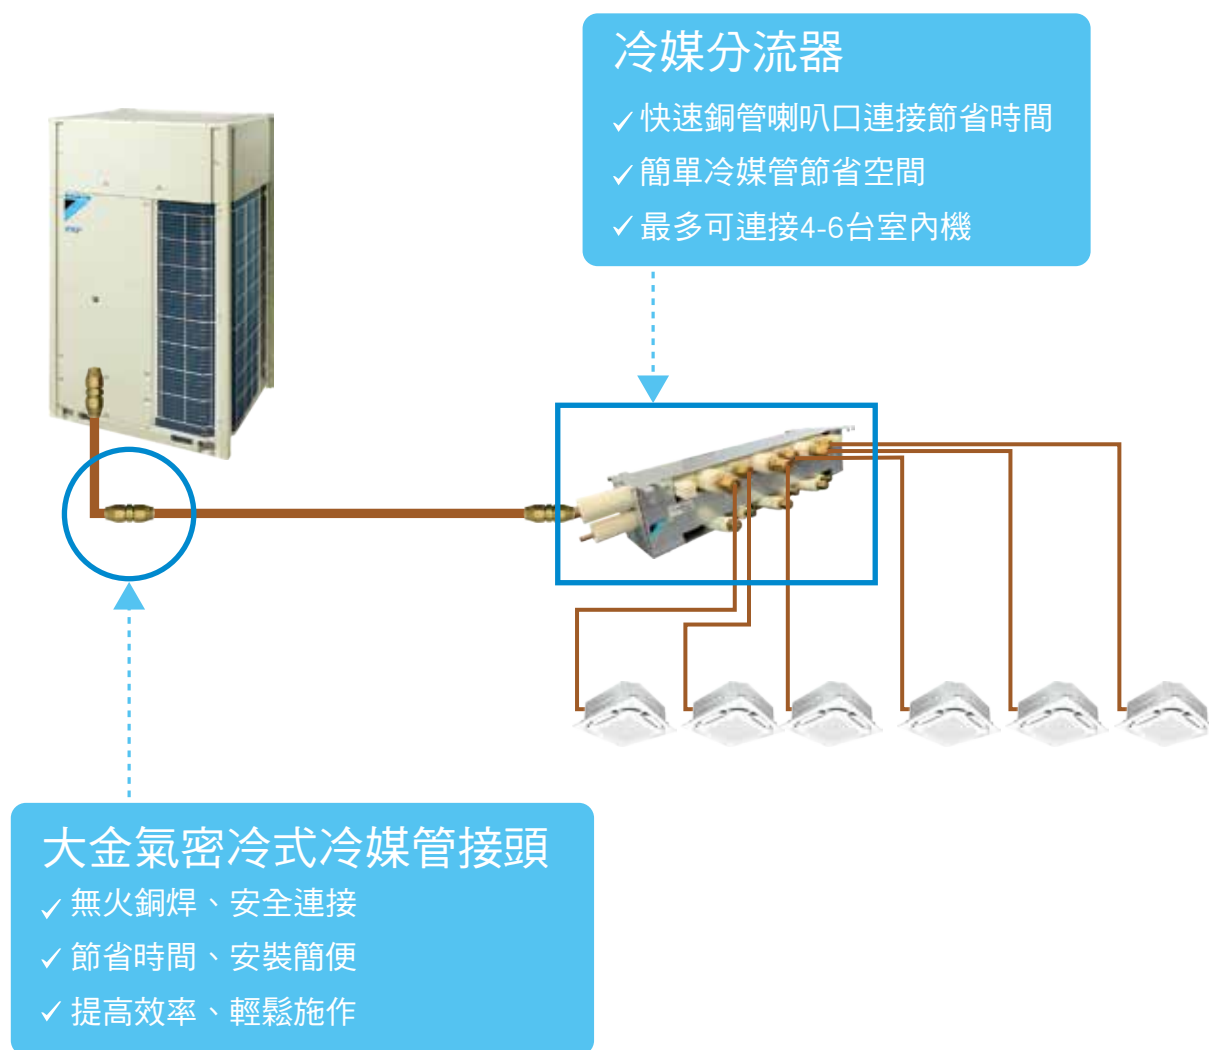 冷媒分流器
✓快速銅管喇叭口連接節省時間
✓簡單冷媒管節省空間
✓最多可連接4-6台室內機
大金氣密冷式冷媒管接頭
✓無火銅焊、安全連接
✓節省時間、安裝簡便
✓提高效率、輕鬆施作